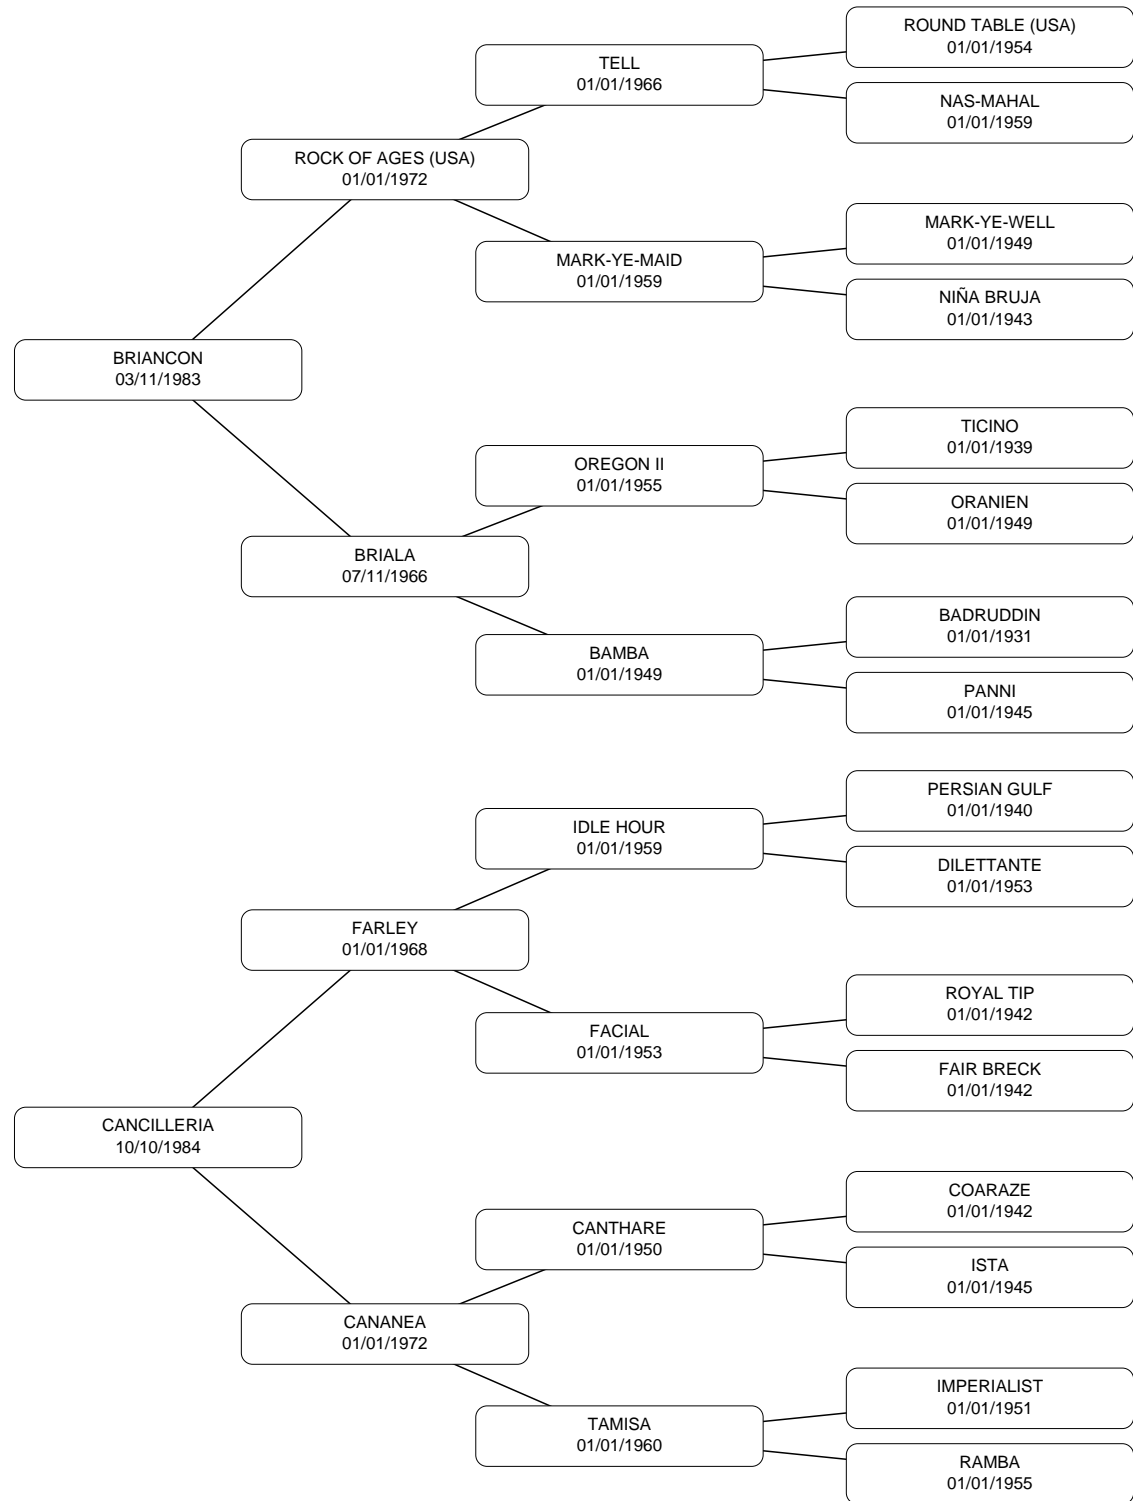 ROUND TABLE (USA)
01/01/1954
TELL
01/01/1966
NAS-MAHAL
01/01/1959
ROCK OF AGES (USA)
01/01/1972
MARK-YE-WELL
01/01/1949
MARK-YE-MAID
01/01/1959
NIÑA BRUJA
01/01/1943
BRIANCON
03/11/1983
TICINO
01/01/1939
OREGON II
01/01/1955
ORANIEN
01/01/1949
BRIALA
07/11/1966
BADRUDDIN
01/01/1931
BAMBA
01/01/1949
PANNI
01/01/1945
PERSIAN GULF
01/01/1940
IDLE HOUR
01/01/1959
DILETTANTE
01/01/1953
FARLEY
01/01/1968
ROYAL TIP
01/01/1942
FACIAL
01/01/1953
FAIR BRECK
01/01/1942
CANCILLERIA
10/10/1984
COARAZE
01/01/1942
CANTHARE
01/01/1950
ISTA
01/01/1945
CANANEA
01/01/1972
IMPERIALIST
01/01/1951
TAMISA
01/01/1960
RAMBA
01/01/1955